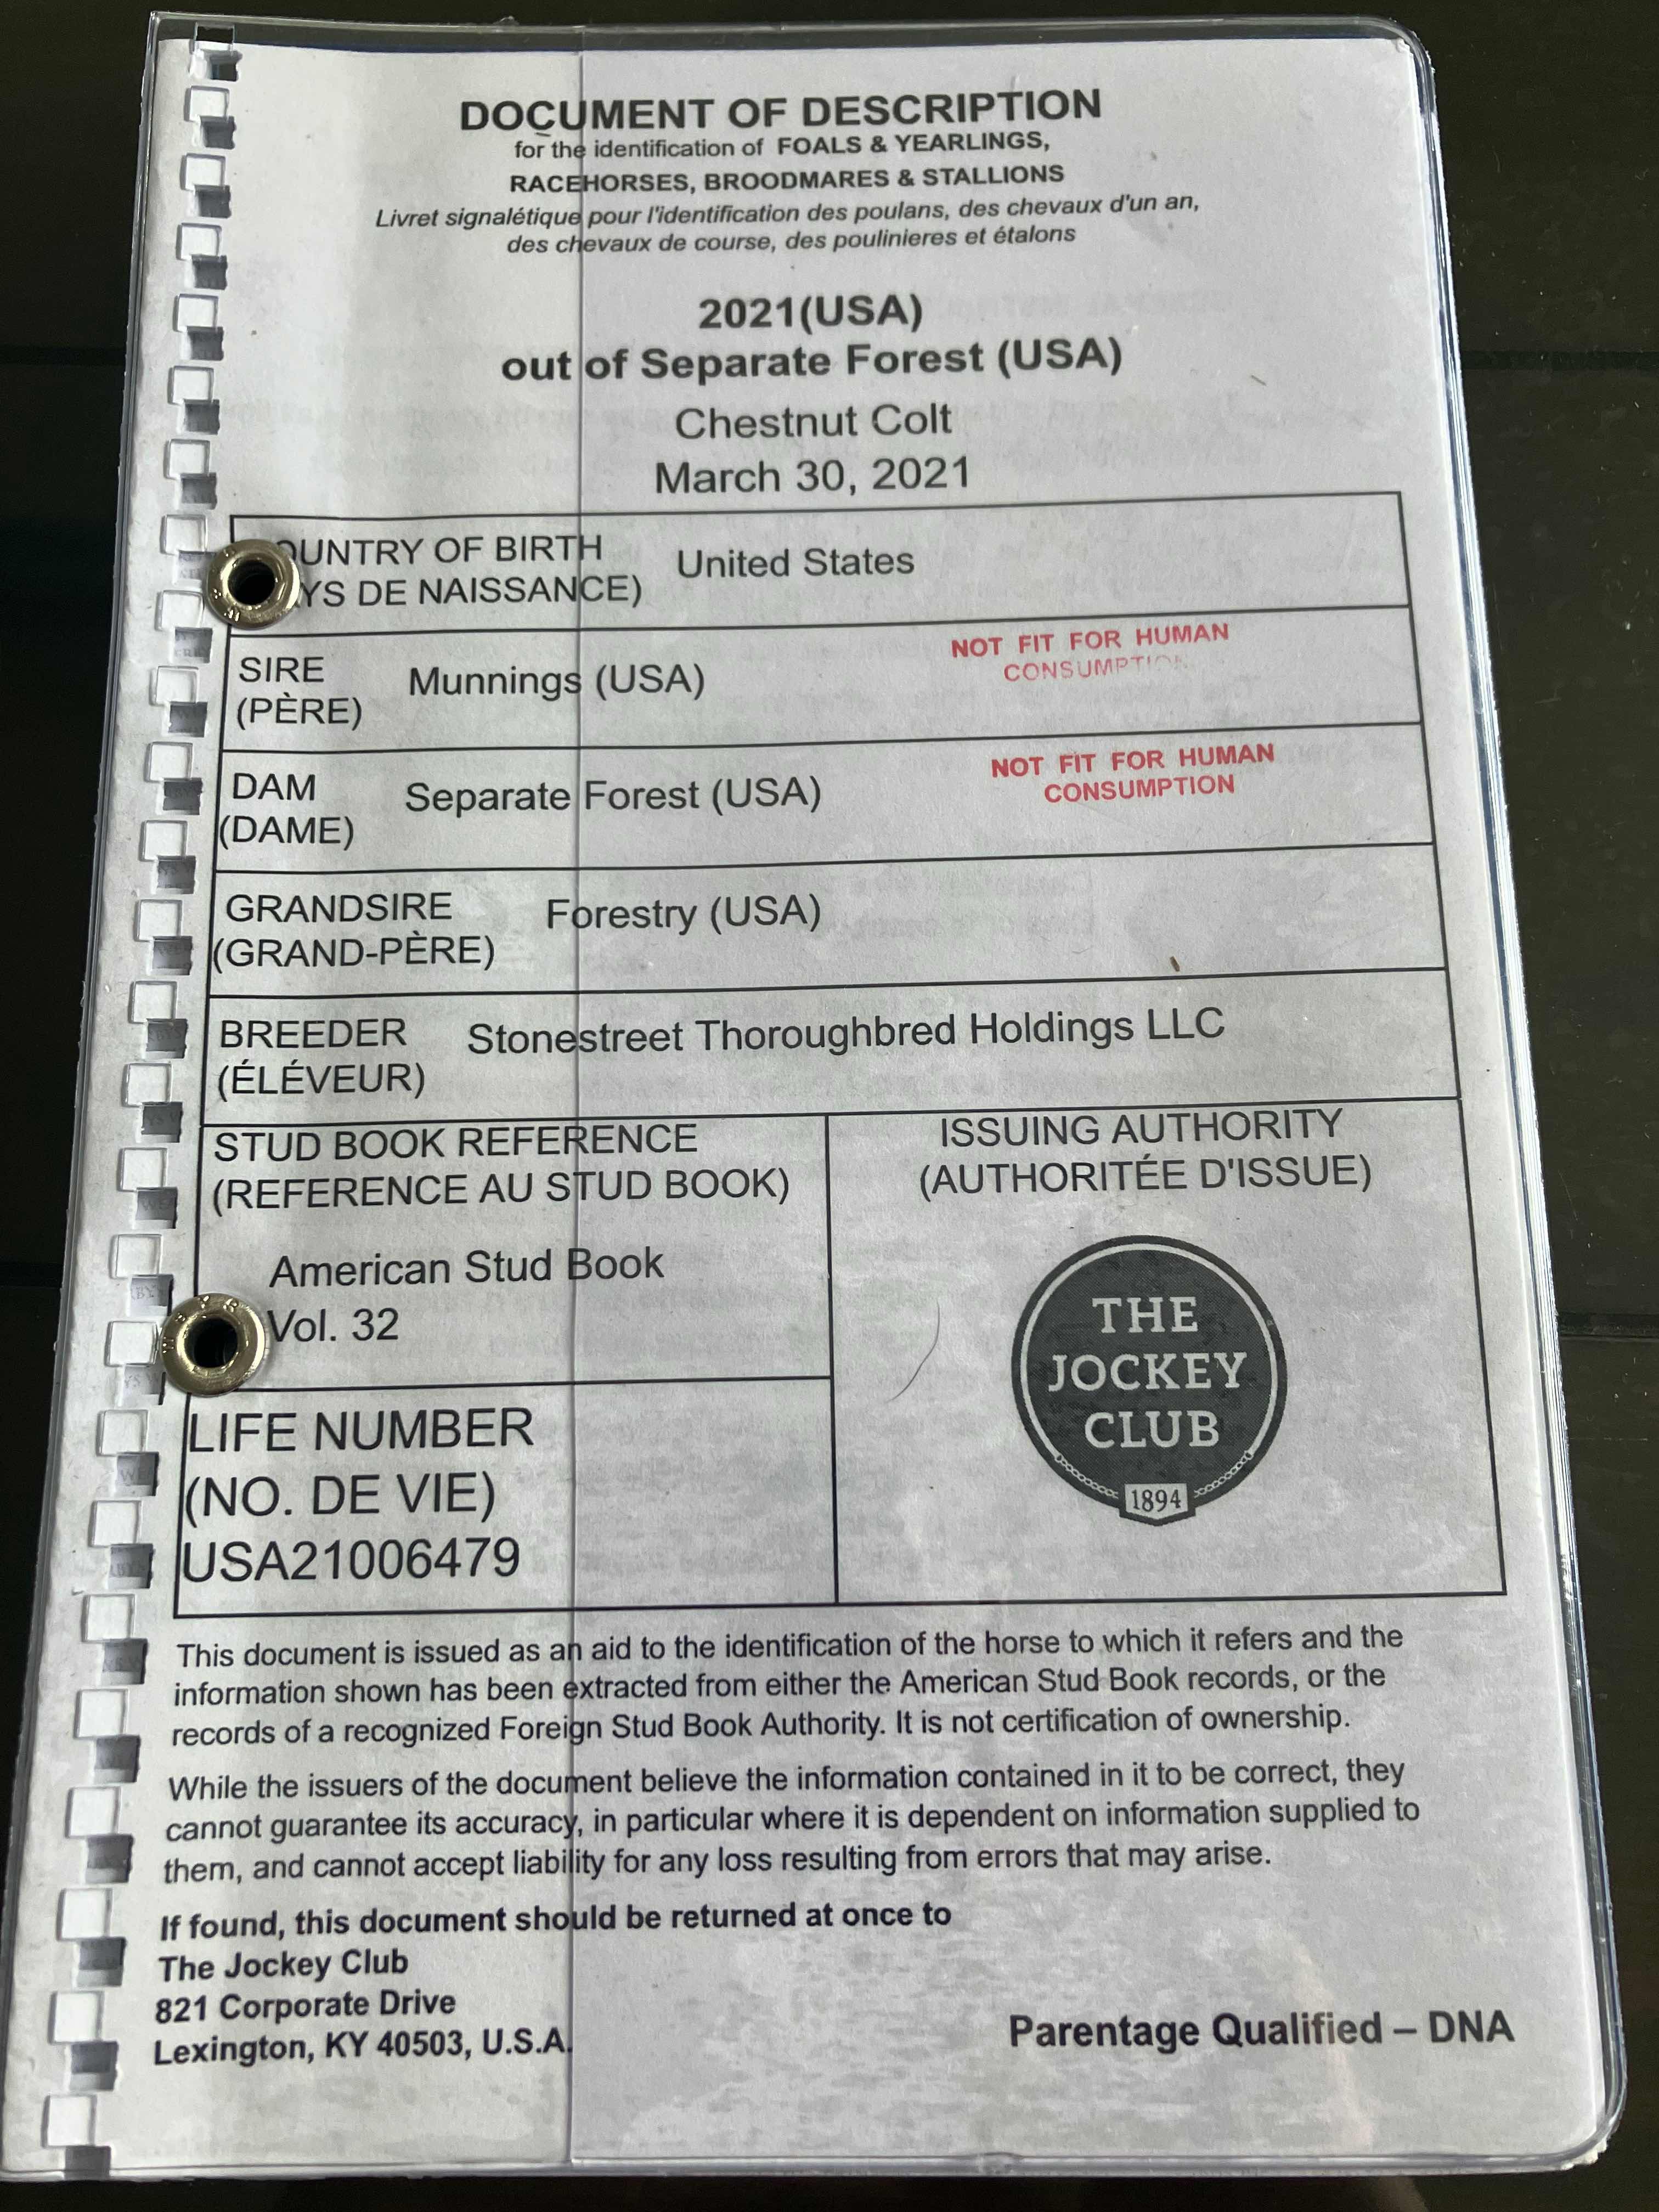 DOCUMENT OF DESCRIPTION
for the identification of FOALS & YEARLINGS,
RACEHORSES, BROODMARES & STALLIONS
Livret signalétique pour l'identification des poulans, des chevaux d'un an,
des chevaux de course, des poulinieres et étalons
2021(USA)
out of Separate Forest (USA)
Chestnut Colt
March 30, 2021
OUNTRY OF BIRTH United States
YS DE NAISSANCE)
SIRE Munnings (USA)
(PÈRE)
NOT FIT FOR HUMAN
CONSUMPTION
DAM Separate Forest (USA)
(DAME)
NOT FIT FOR HUMAN
CONSUMPTION
GRANDSIRE Forestry (USA)
(GRAND-PÈRE)
BREEDER Stonestreet Thoroughbred Holdings LLC
(ÉLÉVEUR)
STUD BOOK REFERENCE
(REFERENCE AU STUD BOOK)
American Stud Book
Vol. 32
ISSUING AUTHORITY
(AUTHORITÉE D'ISSUE)
THE
JOCKEY
CLUB
1894
LIFE NUMBER
(NO. DE VIE)
USA21006479
This document is issued as an aid to the identification of the horse to which it refers and the
information shown has been extracted from either the American Stud Book records, or the
records of a recognized Foreign Stud Book Authority. It is not certification of ownership.
While the issuers of the document believe the information contained in it to be correct, they
cannot guarantee its accuracy, in particular where it is dependent on information supplied to
them, and cannot accept liability for any loss resulting from errors that may arise.
If found, this document should be returned at once to
The Jockey Club
821 Corporate Drive
Lexington, KY 40503, U.S.A.
Parentage Qualified – DNA